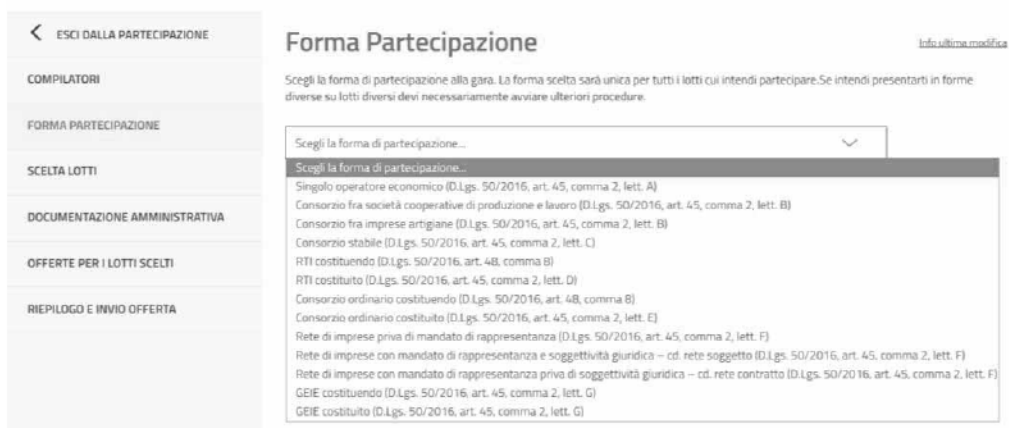 ESCI DALLA PARTECIPAZIONE
COMPILATORI
FORMA PARTECIPAZIONE
SCELTA LOTTI
DOCUMENTAZIONE AMMINISTRATIVA
OFFERTE PER I LOTTI SCELTI
RIEPILOGO E INVIO OFFERTA
Forma Partecipazione
Info ultima modifica
Scegli la forma di partecipazione alla gara. La forma scelta sarà unica per tutti i lotti cui intendi partecipare.Se intendi presentarti in forme
diverse su lotti diversi devi necessariamente avviare ulteriori procedure.
Scegli la forma di partecipazione...
Scegli la forma di partecipazione...
Singolo operatore economico (D.Lgs. 50/2016, art. 45, comma 2, lett. A)
Consorzio fra società cooperative di produzione e lavoro (D.Lgs. 50/2016, art. 45, comma 2, lett. B)
Consorzio fra imprese artigiane (D.Lgs. 50/2016, art. 45, comma 2, lett. B)
Consorzio stabile (D.Lgs. 50/2016, art. 45, comma 2, lett. C)
RTI costituendo (D.Lgs. 50/2016, art. 48, comma 8)
RTI costituito (D.Lgs. 50/2016, art. 45, comma 2, lett. D)
Consorzio ordinario costituendo (D.Lgs. 50/2016, art. 48, comma 8)
Consorzio ordinario costituito (D.Lgs. 50/2016, art. 45, comma 2, lett. E)
Rete di imprese priva di mandato di rappresentanza (D.Lgs. 50/2016, art. 45, comma 2, lett. F)
Rete di imprese con mandato di rappresentanza e soggettività giuridica – cd. rete soggetto (D.Lgs. 50/2016, art. 45, comma 2, lett. F)
Rete di imprese con mandato di rappresentanza priva di soggettività giuridica – cd. rete contratto (D.Lgs. 50/2016, art. 45, comma 2, lett. F)
GEIE costituendo (D.Lgs. 50/2016, art. 45, comma 2, lett. G)
GEIE costituito (D.Lgs. 50/2016, art. 45, comma 2, lett. G)